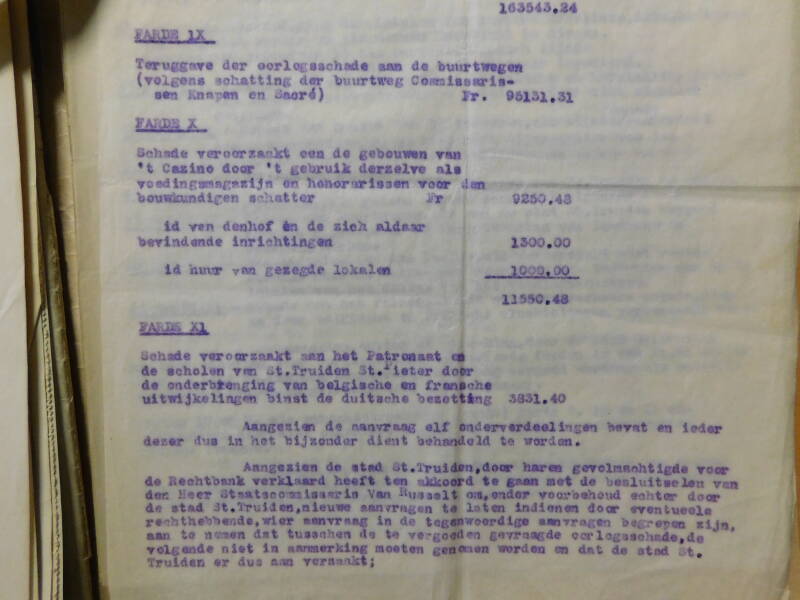 163543.24
FARDE 1X
Teruggave der oorlogsschade aan de buurtwegen
(volgens schatting der buurtweg Commissaris-
sen Knapen en Sacré) Fr. 95131.31
FARDE X
Schade veroorzaakt een de gebouwen van
't Cazino door 't gebruik derzelve als
voedingsmagazijn en honorarissen voor den
bouwkundigen schatter Fr 9250.48
id van denhof èn de zich aldaar
bevindende inrichtingen 1300.00
id huur van gezegde lokalen 1000.00
11550.48
FARDE X1
Schade veroorzaakt aan het Patronaat en
de scholen van St.Truiden St.Pieter door
de onderbrenging van belgische en fransche
uitwijkelingen binst de duitsche bezetting 3831.40
Aangezien de aanvraag elf onderverdeelingen bevat en ieder
dezer dus in het bijzonder dient behandeld te worden.
Aangezien de stad St.Truiden,door haren gevolmachtigde voor
de Rechtbank verklaard heeft ten akkoord te gaan met de besluitselen van
den Heer Staatscommissaris Van Russelt om,onder voorbehoud echter door
de stad St.Truiden,nieuwe aanvragen te laten indienen door eventueele
rechthebbende,wier aanvraag in de tegenwoordige aanvragen begrepen zijn,
aan te nemen dat tusschen de te vergoeden gevraagde oorlogsschade,de
volgende niet in aanmerking moeten genomen worden en dat de stad St.
Truiden er dus aan verzaakt;